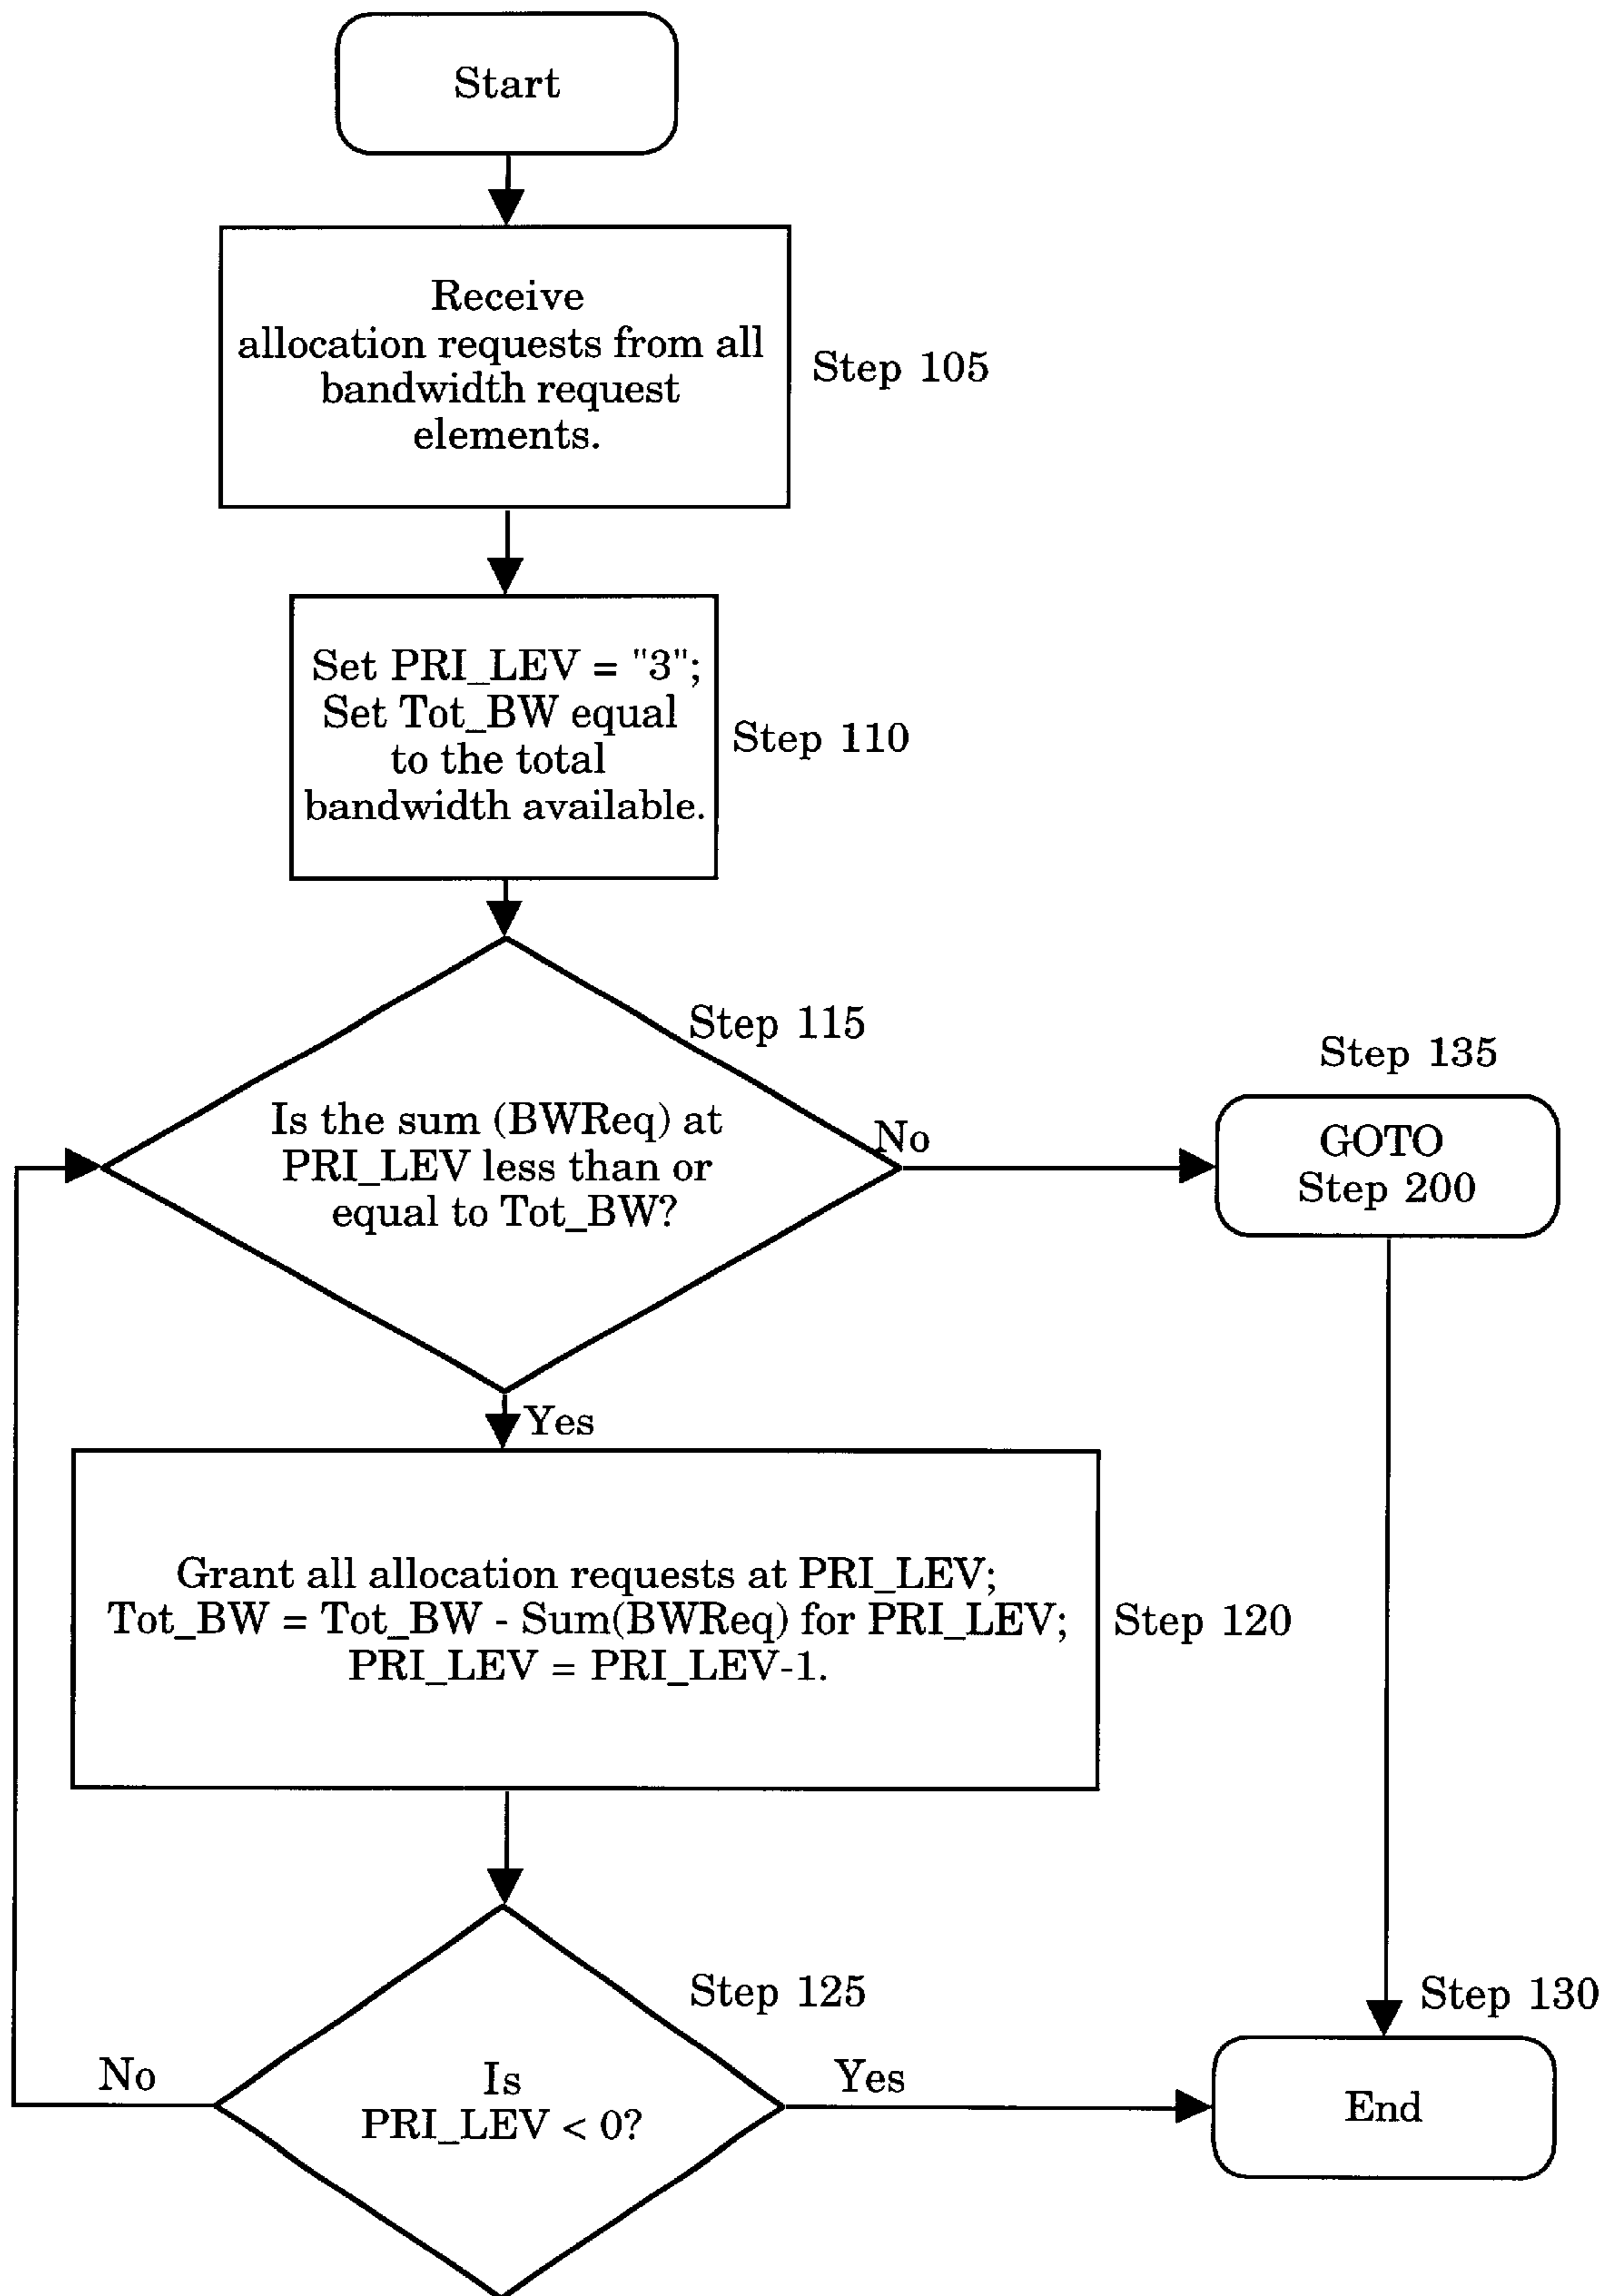 Start
Receive
allocation requests from all
bandwidth request
elements.
Step 105
Set PRI_LEV = "3";
Set Tot_BW equal
to the total
bandwidth available.
Step 110
Step 115
Is the sum (BWReq) at
PRI_LEV less than or
equal to Tot_BW?
No
Step 135
GOTO
Step 200
Yes
Grant all allocation requests at PRI_LEV;
Tot_BW = Tot_BW - Sum(BWReq) for PRI_LEV;
PRI_LEV = PRI_LEV-1.
Step 120
Step 125
Is
PRI_LEV < 0?
No
Yes
Step 130
End